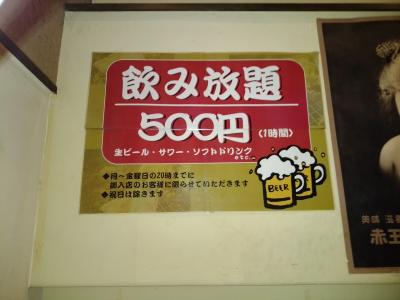 飲み放題
500円 (1時間)
生ビール・サワー・ソフトドリンク
etc...
◆月〜金曜日の20時までに
御入店のお客様に限らせていただきます
◆祝日は除きます
BEER
美味
赤王